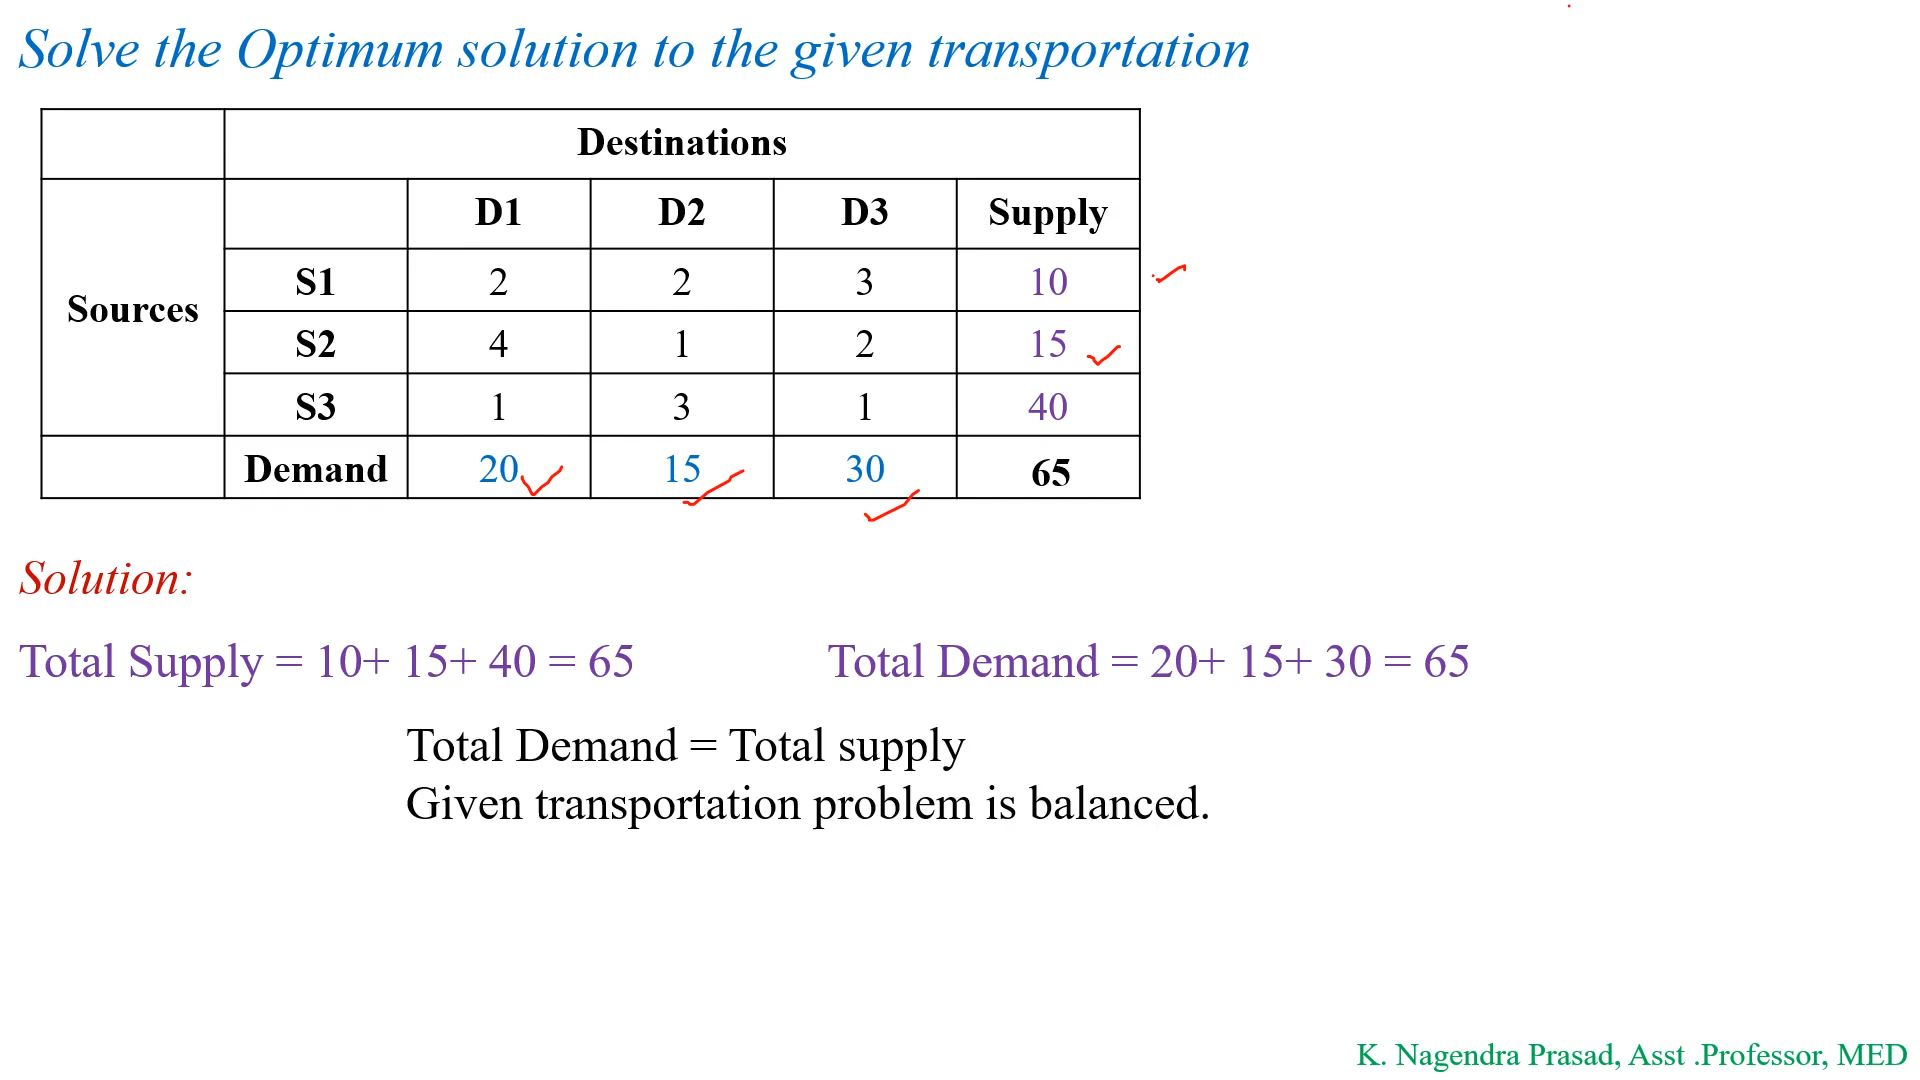 Solve the Optimum solution to the given transportation
Destinations
D1 D2 D3 Supply
Sources
S1 2 2 3 10
S2 4 1 2 15
S3 1 3 1 40
Demand 20 15 30 65
Solution:
Total Supply = 10+ 15+ 40 = 65 Total Demand = 20+ 15+ 30 = 65
Total Demand = Total supply
Given transportation problem is balanced.
K. Nagendra Prasad, Asst .Professor, MED